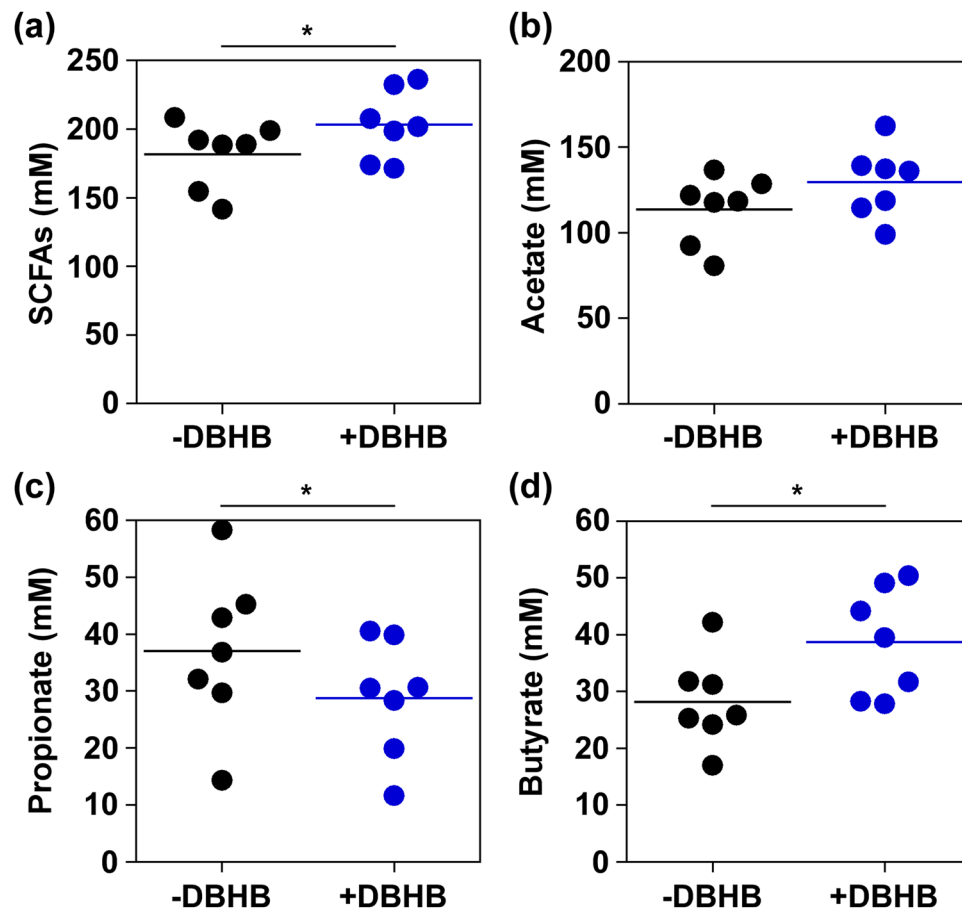 (a)
*
SCFAs (mM)
250
200
150
100
50
0
-DBHB +DBHB
(b)
Acetate (mM)
200
150
100
50
0
-DBHB +DBHB
(c)
*
Propionate (mM)
60
50
40
30
20
10
0
-DBHB +DBHB
(d)
*
Butyrate (mM)
60
50
40
30
20
10
0
-DBHB +DBHB